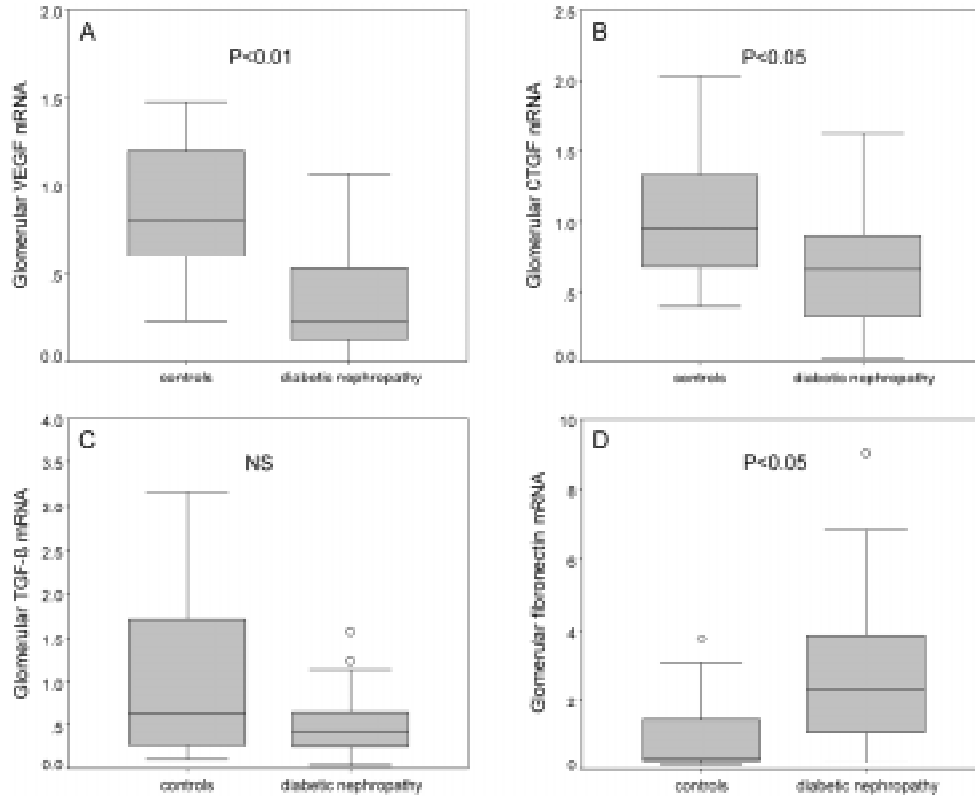 A
P<0.01
Glomerular VEGF mRNA
2.0
1.5
1.0
.5
0.0
controls
diabetic nephropathy
B
P<0.05
Glomerular CTGF mRNA
2.5
2.0
1.5
1.0
.5
0.0
controls
diabetic nephropathy
C
NS
Glomerular TGF-ß mRNA
4.0
3.5
3.0
2.5
2.0
1.5
1.0
.5
0.0
controls
diabetic nephropathy
D
P<0.05
Glomerular fibronectin mRNA
10
8
6
4
2
0
controls
diabetic nephropathy